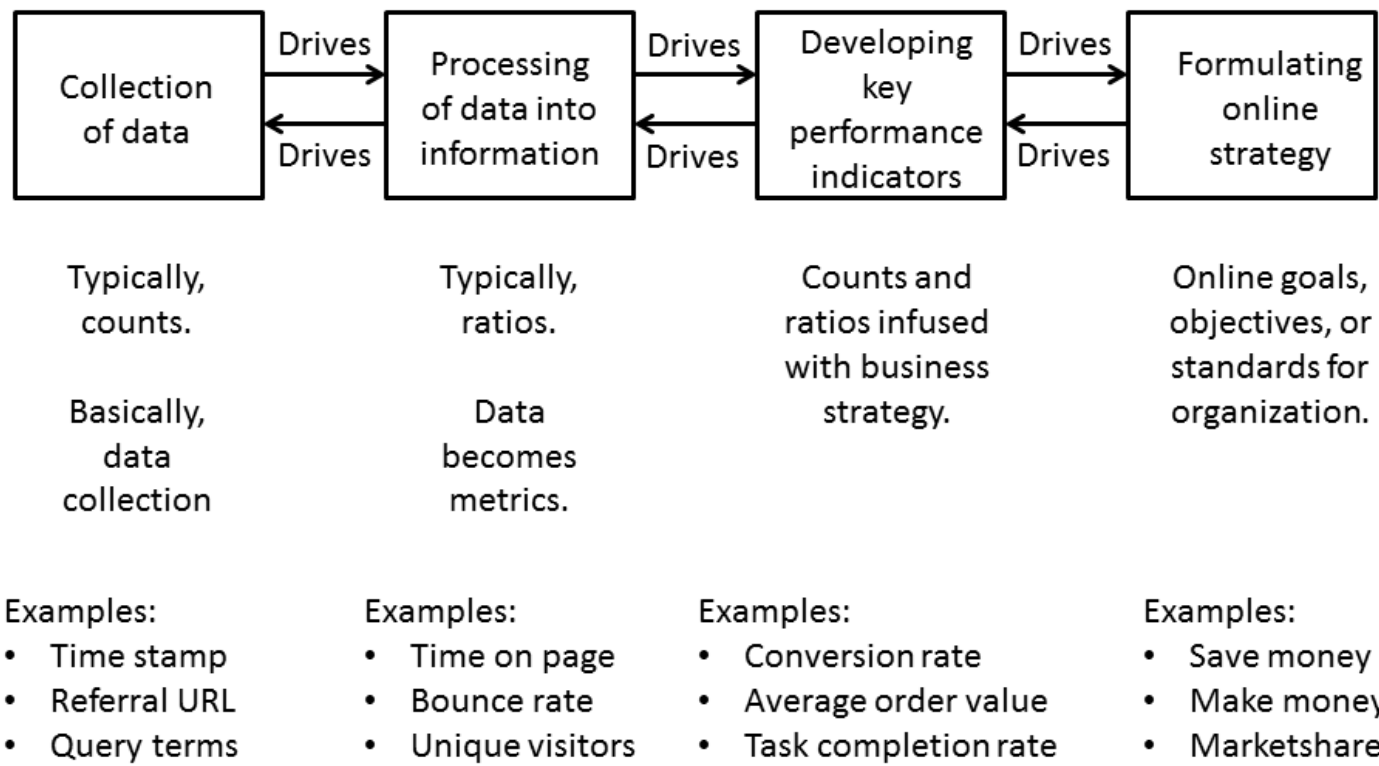 Collection
of data
Drives
Drives
Processing
of data into
information
Drives
Drives
Developing
key
performance
indicators
Drives
Drives
Formulating
online
strategy
Typically,
counts.
Basically,
data
collection
Typically,
ratios.
Data
becomes
metrics.
Counts and
ratios infused
with business
strategy.
Online goals,
objectives, or
standards for
organization.
Examples:
• Time stamp
• Referral URL
• Query terms
Examples:
• Time on page
• Bounce rate
• Unique visitors
Examples:
• Conversion rate
• Average order value
• Task completion rate
Examples:
• Save money
• Make money
• Marketshare